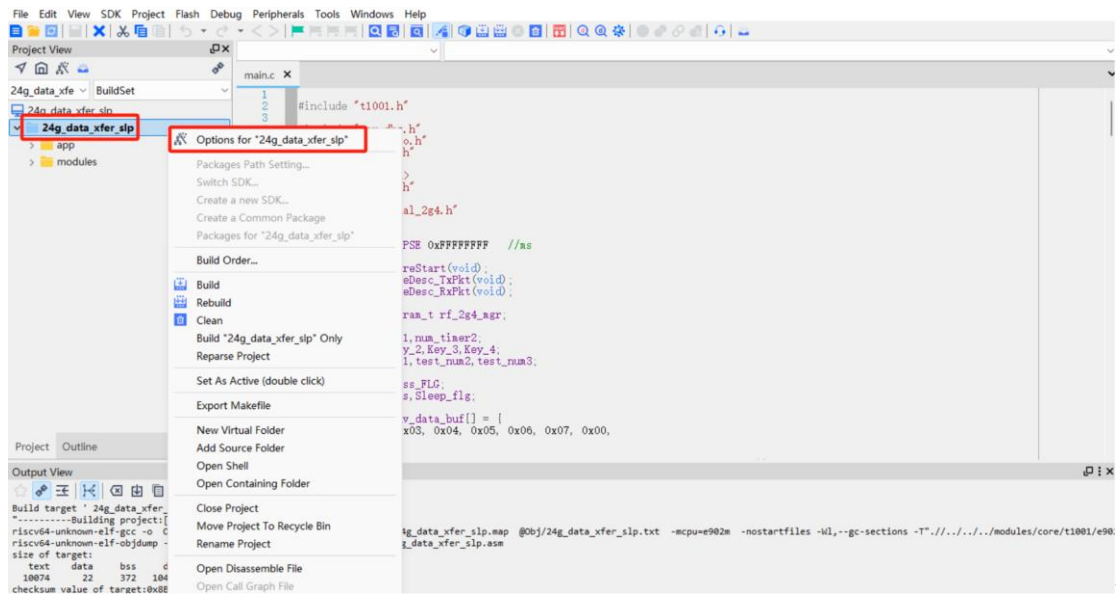 File Edit View SDK Project Flash Debug Peripherals Tools Windows Help
Project View
24g_data_xfe BuildSet
24g_data_xfer_slp
24g_data_xfer_slp
app
modules
Project Outline
main.c
1
2 #include "t1001.h"
3
o.h"
h"
>
h"
al_2g4.h"
PSE 0xFFFFFFFF //ms
reStart(void);
eDesc_TxPkt(void);
eDesc_RxPkt(void);
ram_t rf_2g4_mgr;
1,num_timer2;
y_2,Key_3,Key_4;
1,test_num2,test_num3;
ss_FLG;
s,Sleep_flg;
v_data_buf[] = {
x03, 0x04, 0x05, 0x06, 0x07, 0x00,
Options for "24g_data_xfer_slp"
Packages Path Setting...
Switch SDK...
Create a new SDK...
Create a Common Package
Packages for "24g_data_xfer_slp"
Build Order...
Build
Rebuild
Clean
Build "24g_data_xfer_slp" Only
Reparse Project
Set As Active (double click)
Export Makefile
New Virtual Folder
Add Source Folder
Open Shell
Open Containing Folder
Close Project
Move Project To Recycle Bin
Rename Project
Open Disassemble File
Open Call Graph File
Output View
Build target ' 24g_data_xfer_
"----------Building project:[
riscv64-unknown-elf-gcc -o 4g_data_xfer_slp.map @Obj/24g_data_xfer_slp.txt -mcpu=e902m -nostartfiles -Wl,--gc-sections -T".//../../../modules/core/t1001/e90
riscv64-unknown-elf-objdump - g_data_xfer_slp.asm
size of target:
text data bss d
10074 22 372 104
checksum value of target:0x8E